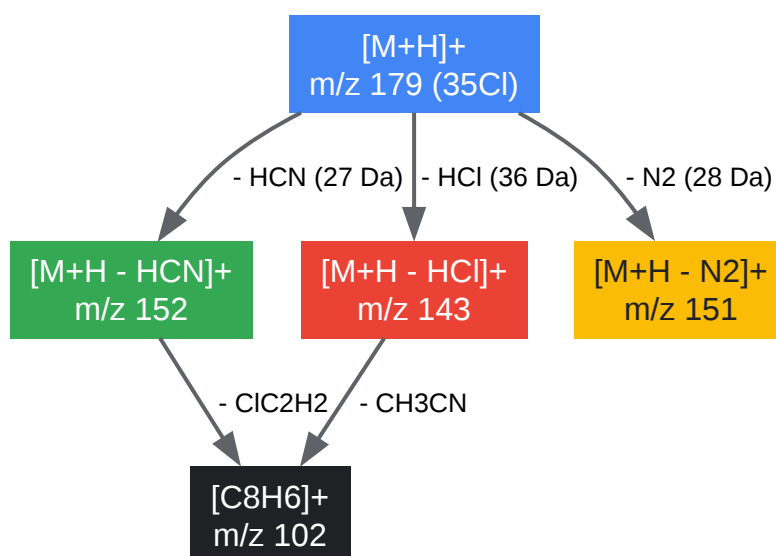 [M+H]+
m/z 179 (35Cl)
- HCN (27 Da)
- HCl (36 Da)
- N2 (28 Da)
[M+H - HCN]+
m/z 152
[M+H - HCl]+
m/z 143
[M+H - N2]+
m/z 151
- ClC2H2
- CH3CN
[C8H6]+
m/z 102